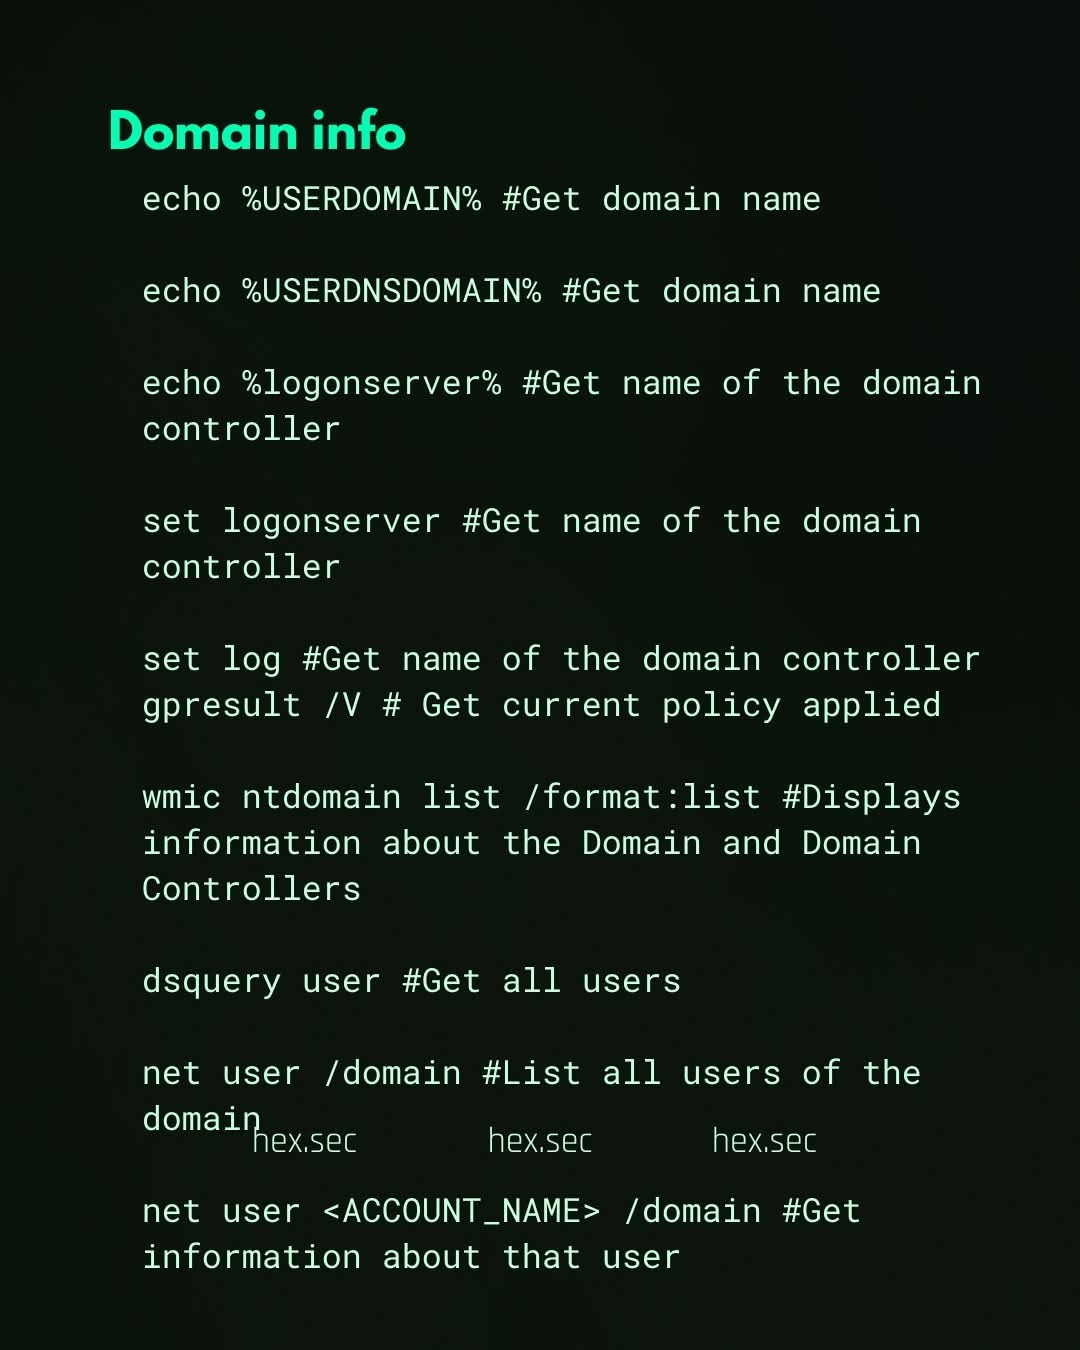 Domain info
echo %USERDOMAIN% #Get domain name
echo %USERDNSDOMAIN% #Get domain name
echo %logonserver% #Get name of the domain
controller
set logonserver #Get name of the domain
controller
set log #Get name of the domain controller
gpresult /V # Get current policy applied
wmic ntdomain list /format:list #Displays
information about the Domain and Domain
Controllers
dsquery user #Get all users
net user /domain #List all users of the
domain
hex.sec hex.sec hex.sec
net user <ACCOUNT_NAME> /domain #Get
information about that user